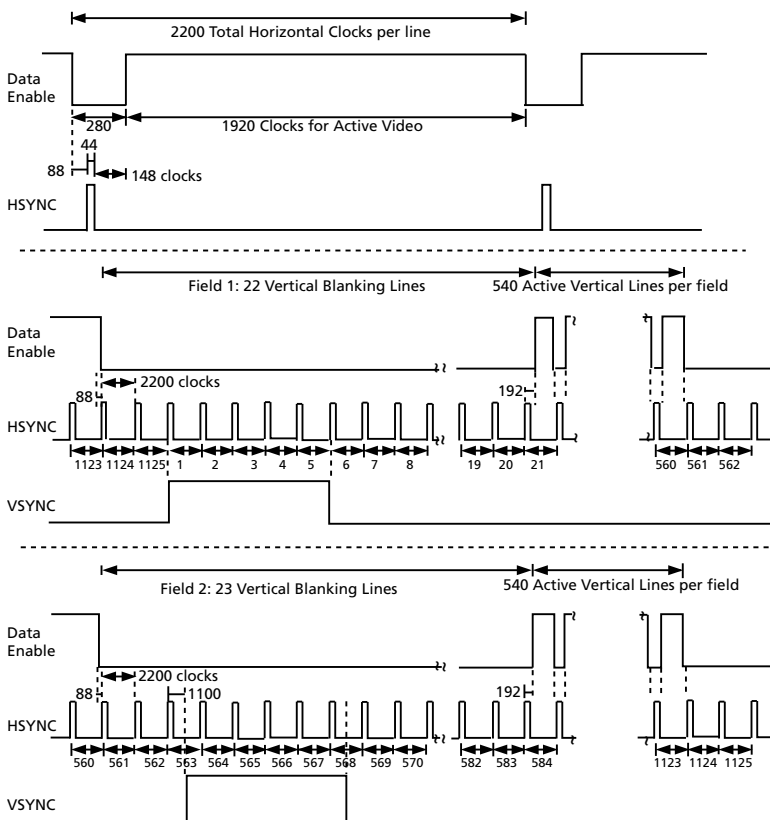 2200 Total Horizontal Clocks per line
Data
Enable
280
1920 Clocks for Active Video
44
88
148 clocks
HSYNC
Field 1: 22 Vertical Blanking Lines
540 Active Vertical Lines per field
Data
Enable
2200 clocks
88
192
HSYNC
1123 1124 1125 1 2 3 4 5 6 7 8 19 20 21 560 561 562
VSYNC
Field 2: 23 Vertical Blanking Lines
540 Active Vertical Lines per field
Data
Enable
2200 clocks
88
1100
192
HSYNC
560 561 562 563 564 565 566 567 568 569 570 582 583 584 1123 1124 1125
VSYNC